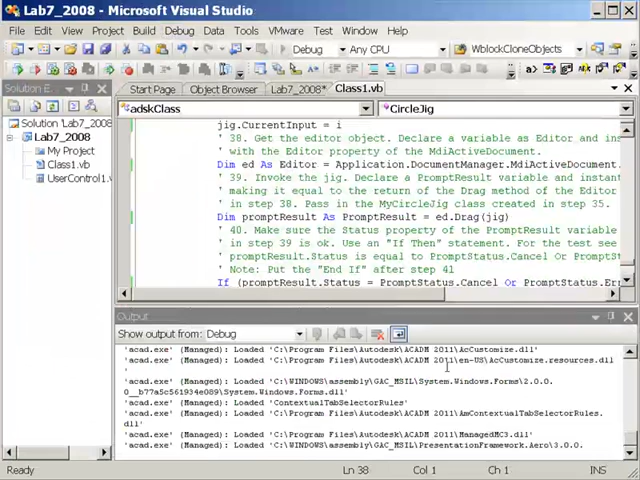 Lab7_2008 - Microsoft Visual Studio
File Edit View Project Build Debug Data Tools VMware Test Window Help
Debug Any CPU WblockCloneObjects
Solution E...
Start Page Object Browser Lab7_2008* Class1.vb
adskClass CircleJig
Solution 'Lab7_2008'
Lab7_2008
My Project
Class1.vb
UserControl1.
jig.CurrentInput = i
' 38. Get the editor object. Declare a variable as Editor and ins
' with the Editor property of the MdiActiveDocument.
Dim ed As Editor = Application.DocumentManager.MdiActiveDocument.
' 39. Invoke the jig. Declare a PromptResult variable and instant
' making it equal to the return of the Drag method of the Editor
' in step 38. Pass in the MyCircleJig class created in step 35.
Dim promptResult As PromptResult = ed.Drag(jig)
' 40. Make sure the Status property of the PromptResult variable
' in step 39 is ok. Use an "If Then" statement. For the test see
' promptResult.Status is equal to PromptStatus.Cancel Or PromptSt
' Note: Put the "End If" after step 41
If (promptResult.Status = PromptStatus.Cancel Or PromptStatus.Err
Output
Show output from: Debug
'acad.exe' (Managed): Loaded 'C:\Program Files\Autodesk\ACADM 2011\AcCustomize.dll'
'acad.exe' (Managed): Loaded 'C:\Program Files\Autodesk\ACADM 2011\en-US\AcCustomize.resources.dll
'
'acad.exe' (Managed): Loaded 'C:\WINDOWS\assembly\GAC_MSIL\System.Windows.Forms\2.0.0.
0__b77a5c561934e089\System.Windows.Forms.dll'
'acad.exe' (Managed): Loaded 'ContextualTabSelectorRules'
'acad.exe' (Managed): Loaded 'C:\Program Files\Autodesk\ACADM 2011\AmContextualTabSelectorRules.
dll'
'acad.exe' (Managed): Loaded 'C:\Program Files\Autodesk\ACADM 2011\ManagedMC3.dll'
'acad.exe' (Managed): Loaded 'C:\WINDOWS\assembly\GAC_MSIL\PresentationFramework.Aero\3.0.0.
Ready Ln 38 Col 1 Ch 1 INS